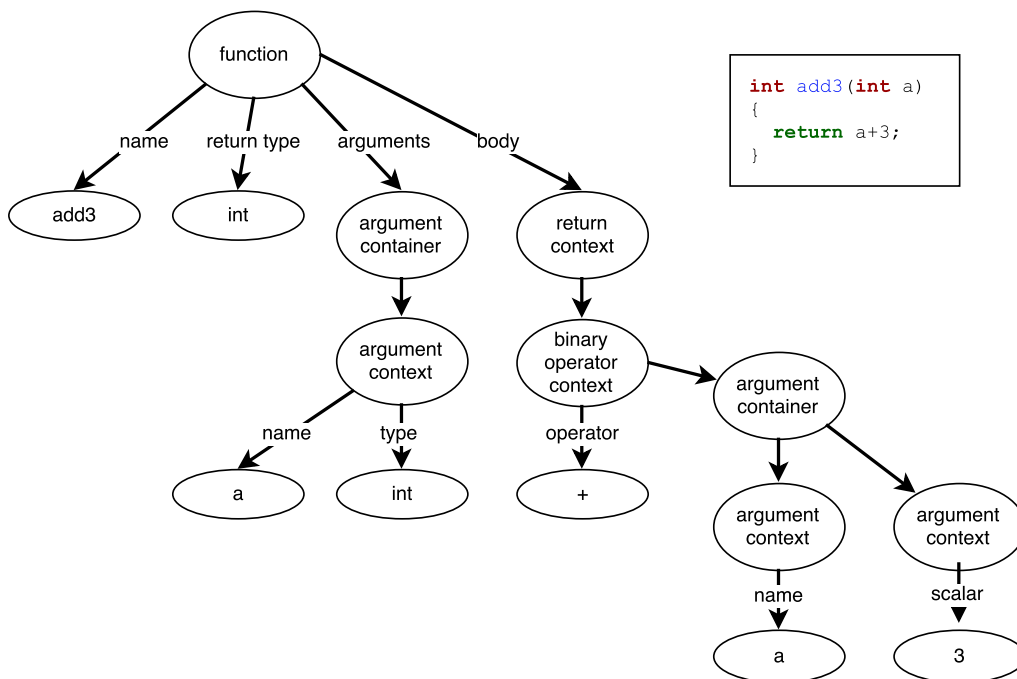 function
int add3(int a)
{
return a+3;
}
name
return type
arguments
body
add3
int
argument
container
return
context
argument
context
binary
operator
context
argument
container
name
type
operator
a
int
+
argument
context
argument
context
name
scalar
a
3